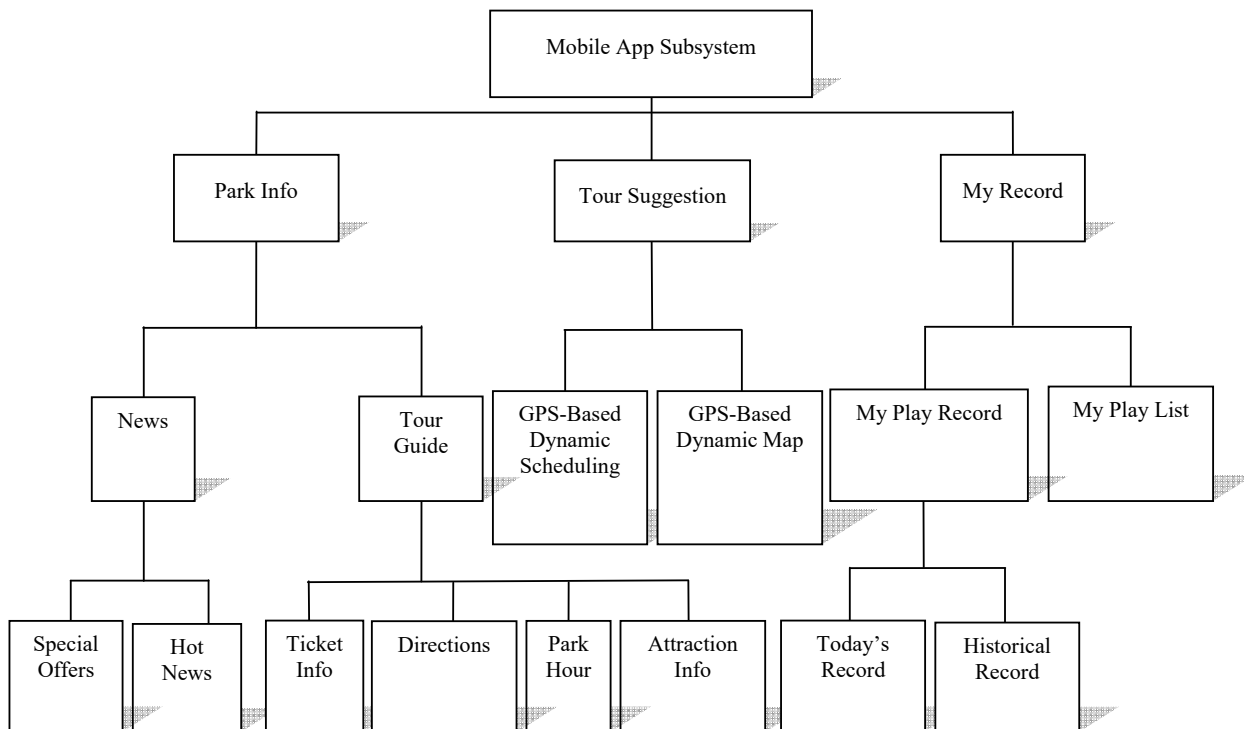 Mobile App Subsystem
Park Info
Tour Suggestion
My Record
News
Tour
Guide
GPS-Based
Dynamic
Scheduling
GPS-Based
Dynamic Map
My Play Record
My Play List
Special
Offers
Hot
News
Ticket
Info
Directions
Park
Hour
Attraction
Info
Today’s
Record
Historical
Record